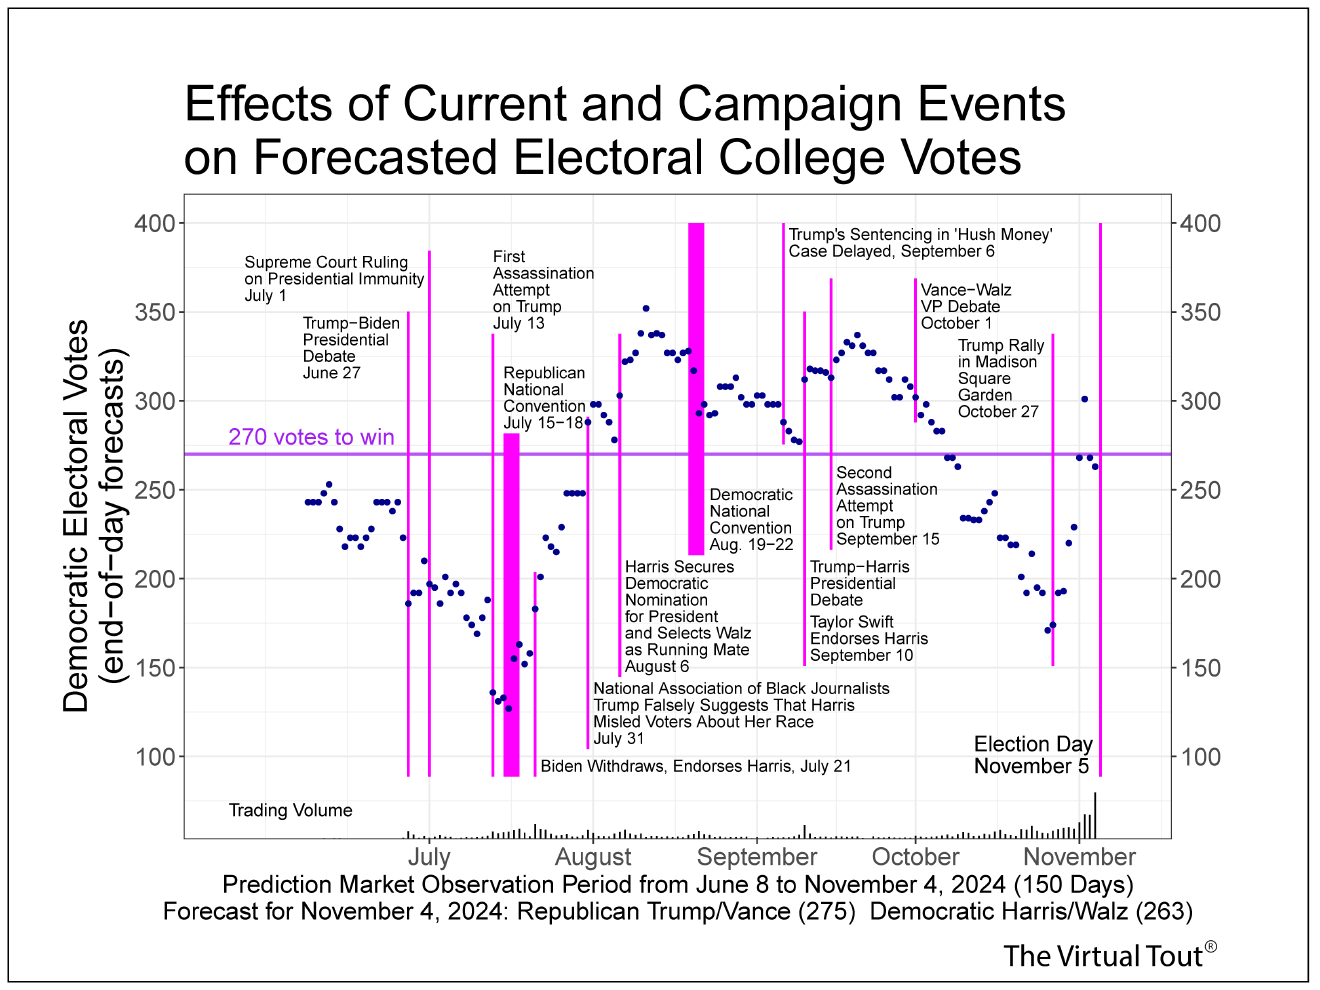 Effects of Current and Campaign Events
on Forecasted Electoral College Votes
Democratic Electoral Votes
(end−of−day forecasts)
400
350
300
250
200
150
100
400
350
300
250
200
150
100
Supreme Court Ruling
on Presidential Immunity
July 1
Trump−Biden
Presidential
Debate
June 27
First
Assassination
Attempt
on Trump
July 13
Republican
National
Convention
July 15−18
270 votes to win
Trump's Sentencing in 'Hush Money'
Case Delayed, September 6
Vance−Walz
VP Debate
October 1
Trump Rally
in Madison
Square
Garden
October 27
Democratic
National
Convention
Aug. 19−22
Second
Assassination
Attempt
on Trump
September 15
Harris Secures
Democratic
Nomination
for President
and Selects Walz
as Running Mate
August 6
Trump−Harris
Presidential
Debate
Taylor Swift
Endorses Harris
September 10
National Association of Black Journalists
Trump Falsely Suggests That Harris
Misled Voters About Her Race
July 31
Biden Withdraws, Endorses Harris, July 21
Election Day
November 5
Trading Volume
July
August
September
October
November
Prediction Market Observation Period from June 8 to November 4, 2024 (150 Days)
Forecast for November 4, 2024: Republican Trump/Vance (275)  Democratic Harris/Walz (263)
The Virtual Tout®